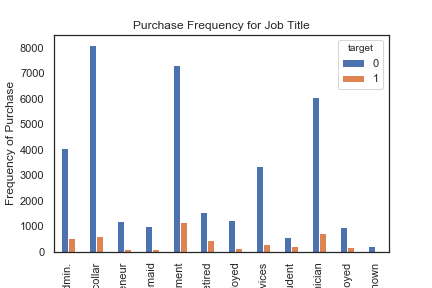 Purchase Frequency for Job Title
target
0
1
Frequency of Purchase
8000
7000
6000
5000
4000
3000
2000
1000
0
dmin.
collar
eneur
maid
ment
etired
oyed
vices
udent
nician
oyed
nown